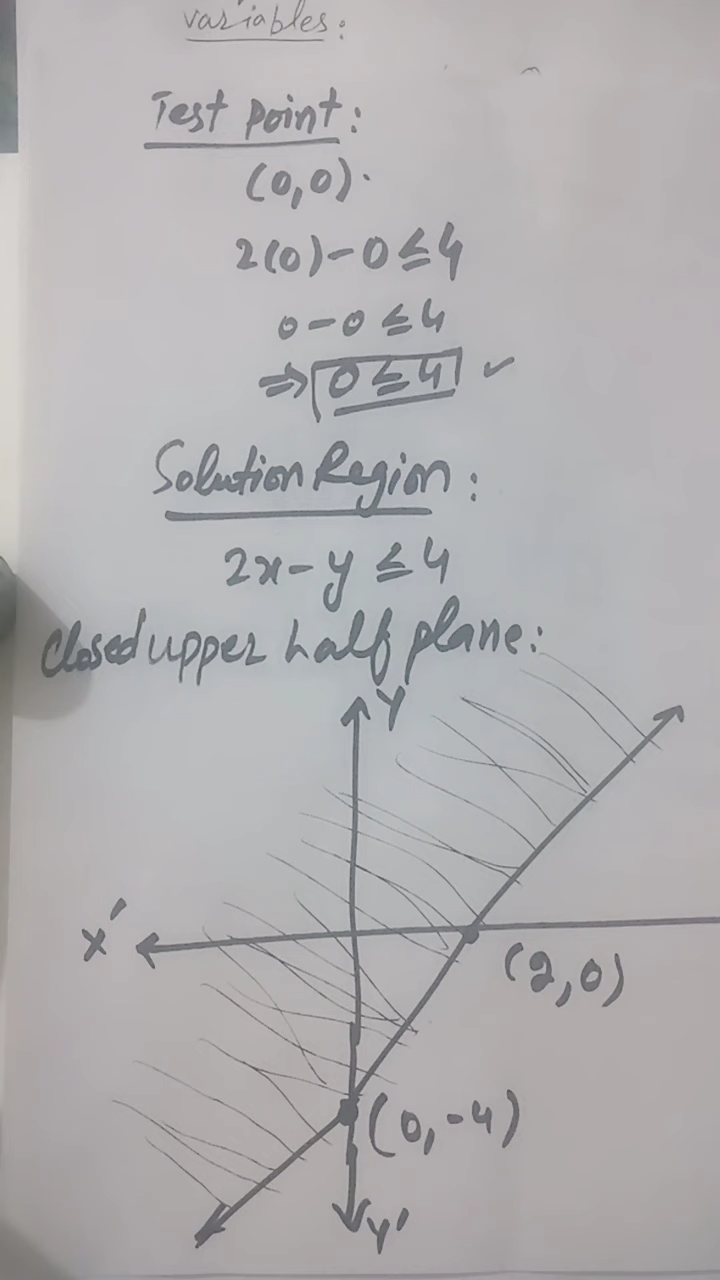 variables:
Test point:
(0,0).
2(0)-0≤4
0-0≤4
⇒ 0≤4 ✓
Solution Region:
2x-y≤4
Closed upper half plane:
Y
X'
(2,0)
(0,-4)
Y'